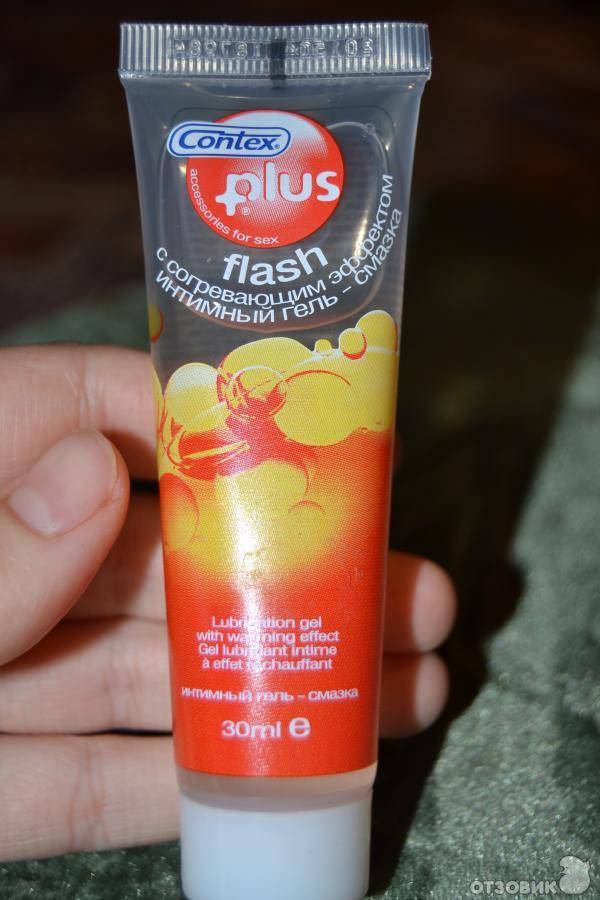 Contex®
plus
accessories for sex
flash
с согревающим эффектом
интимный гель - смазка
Lubrication gel
with warming effect
Gel lubrifiant intime
à effet réchauffant
интимный гель - смазка
30ml e
ОТЗОВИК